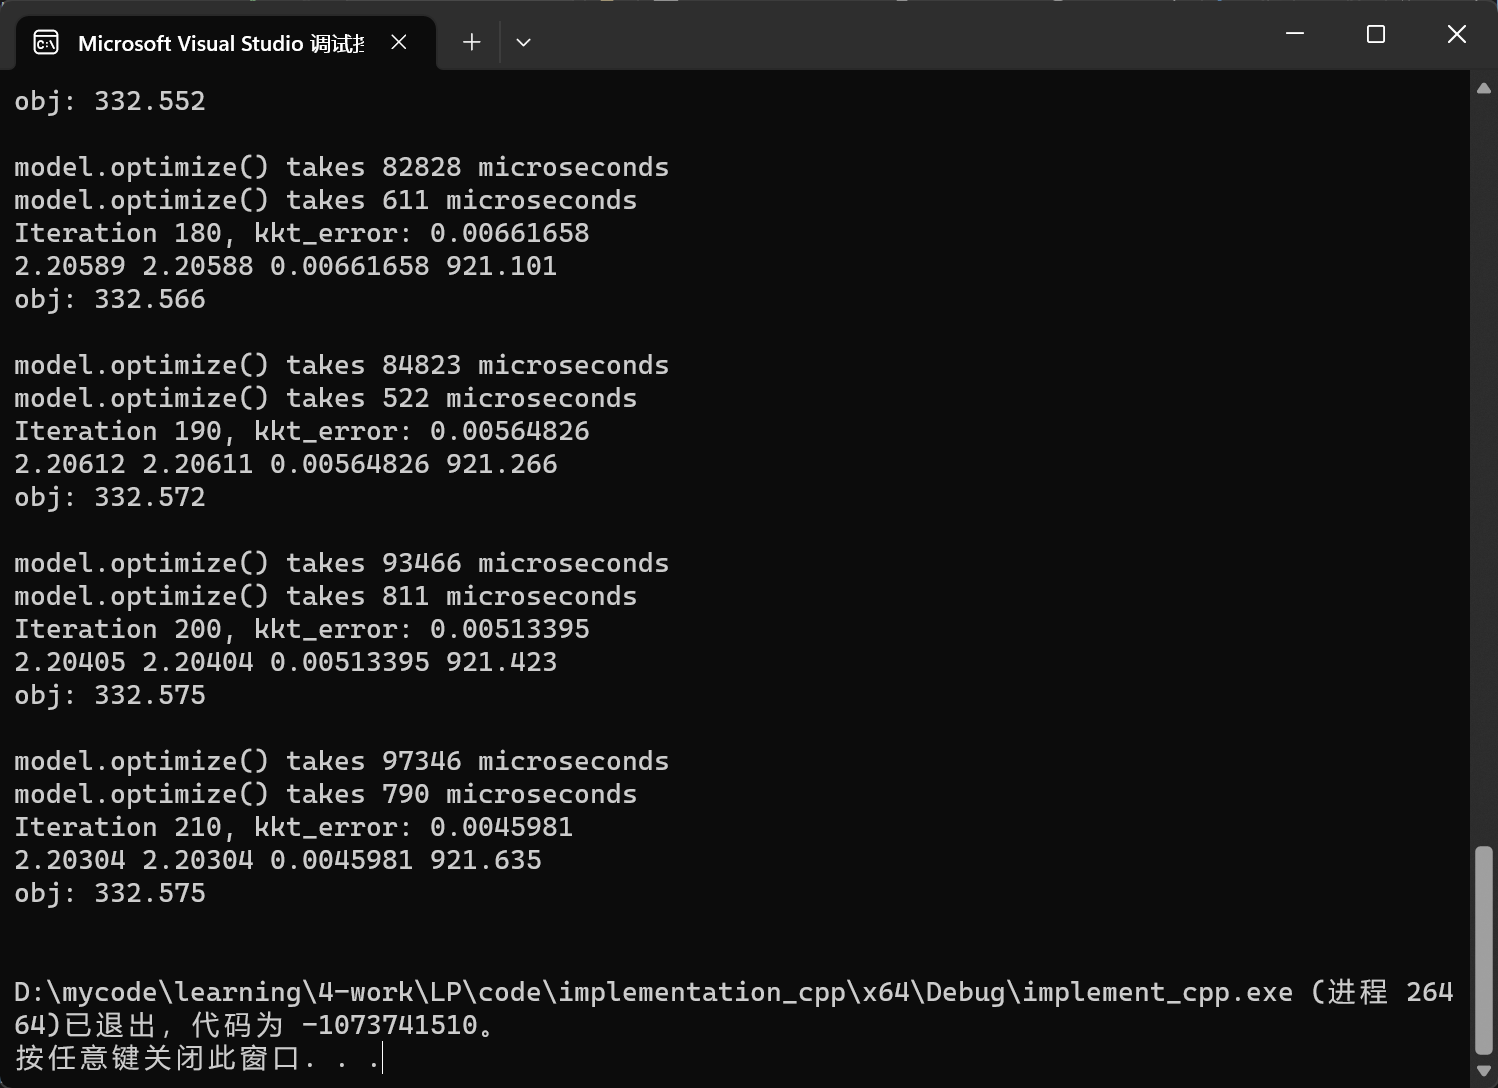 Microsoft Visual Studio 调试
obj: 332.552
model.optimize() takes 82828 microseconds
model.optimize() takes 611 microseconds
Iteration 180, kkt_error: 0.00661658
2.20589 2.20588 0.00661658 921.101
obj: 332.566
model.optimize() takes 84823 microseconds
model.optimize() takes 522 microseconds
Iteration 190, kkt_error: 0.00564826
2.20612 2.20611 0.00564826 921.266
obj: 332.572
model.optimize() takes 93466 microseconds
model.optimize() takes 811 microseconds
Iteration 200, kkt_error: 0.00513395
2.20405 2.20404 0.00513395 921.423
obj: 332.575
model.optimize() takes 97346 microseconds
model.optimize() takes 790 microseconds
Iteration 210, kkt_error: 0.0045981
2.20304 2.20304 0.0045981 921.635
obj: 332.575
D:\mycode\learning\4-work\LP\code\implementation_cpp\x64\Debug\implement_cpp.exe (进程 264
64)已退出，代码为 -1073741510。
按任意键关闭此窗口. . .